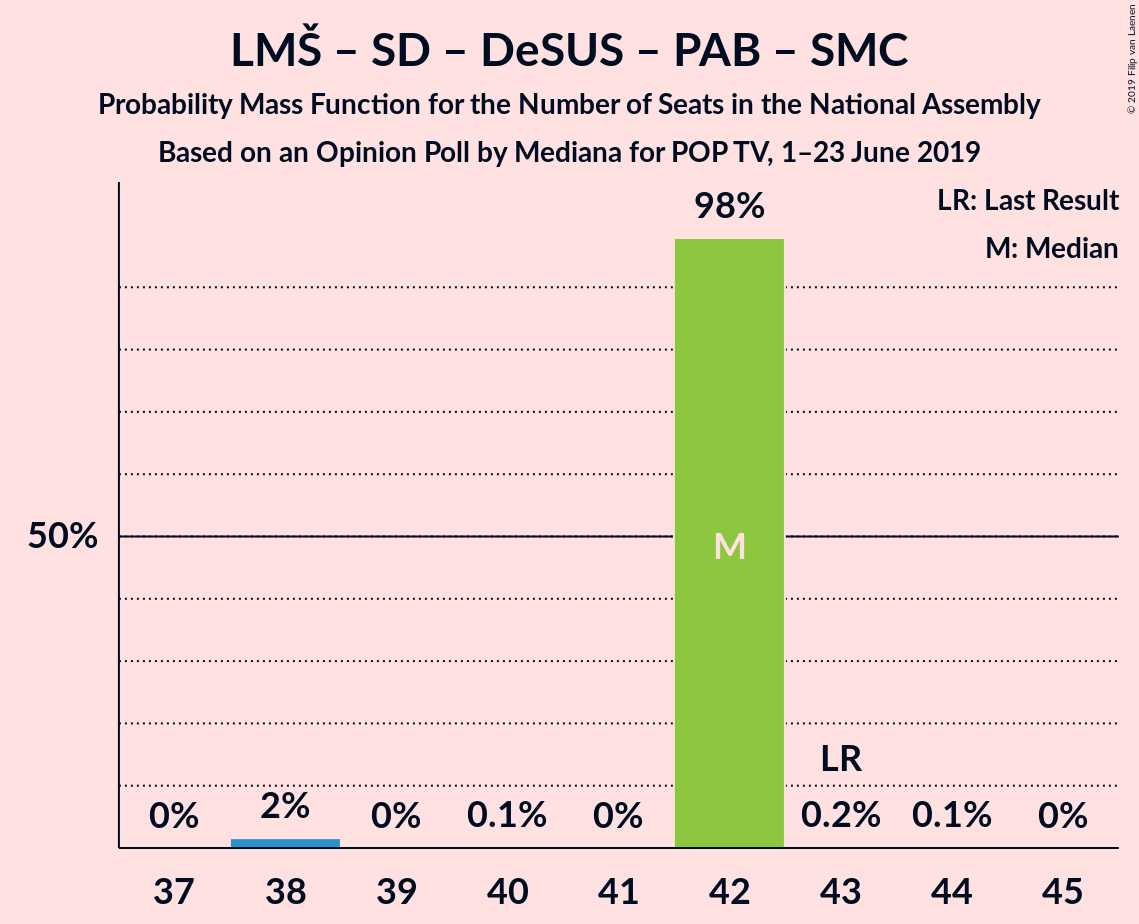 LMŠ – SD – DeSUS – PAB – SMC
Probability Mass Function for the Number of Seats in the National Assembly
Based on an Opinion Poll by Mediana for POP TV, 1–23 June 2019
© 2019 Filip van Laenen
LR: Last Result
M: Median
98%
50%
M
LR
0% 2% 0% 0.1% 0% 0.2% 0.1% 0%
37 38 39 40 41 42 43 44 45